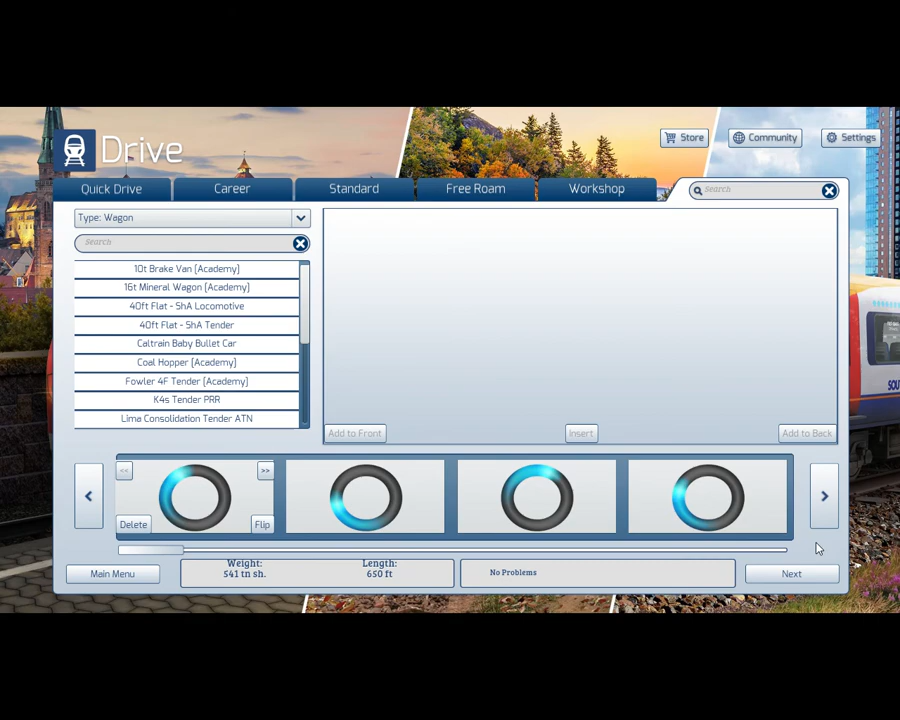 Drive
Store
Community
Settings
Quick Drive
Career
Standard
Free Roam
Workshop
Search
Type: Wagon
Search
10t Brake Van [Academy]
16t Mineral Wagon [Academy]
40ft Flat - ShA Locomotive
40ft Flat - ShA Tender
Caltrain Baby Bullet Car
Coal Hopper [Academy]
Fowler 4F Tender [Academy]
K4s Tender PRR
Lima Consolidation Tender ATN
Add to Front
Insert
Add to Back
<<
>>
Delete
Flip
Main Menu
Weight:
541 tn sh.
Length:
650 ft
No Problems
Next